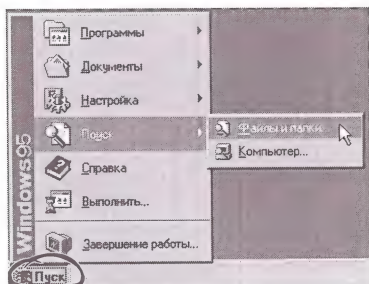 Программы
Документы
Настройка
Поиск
Файлы и папки...
Компьютер...
Справка
Выполнить...
Завершение работы...
Windows95
Пуск